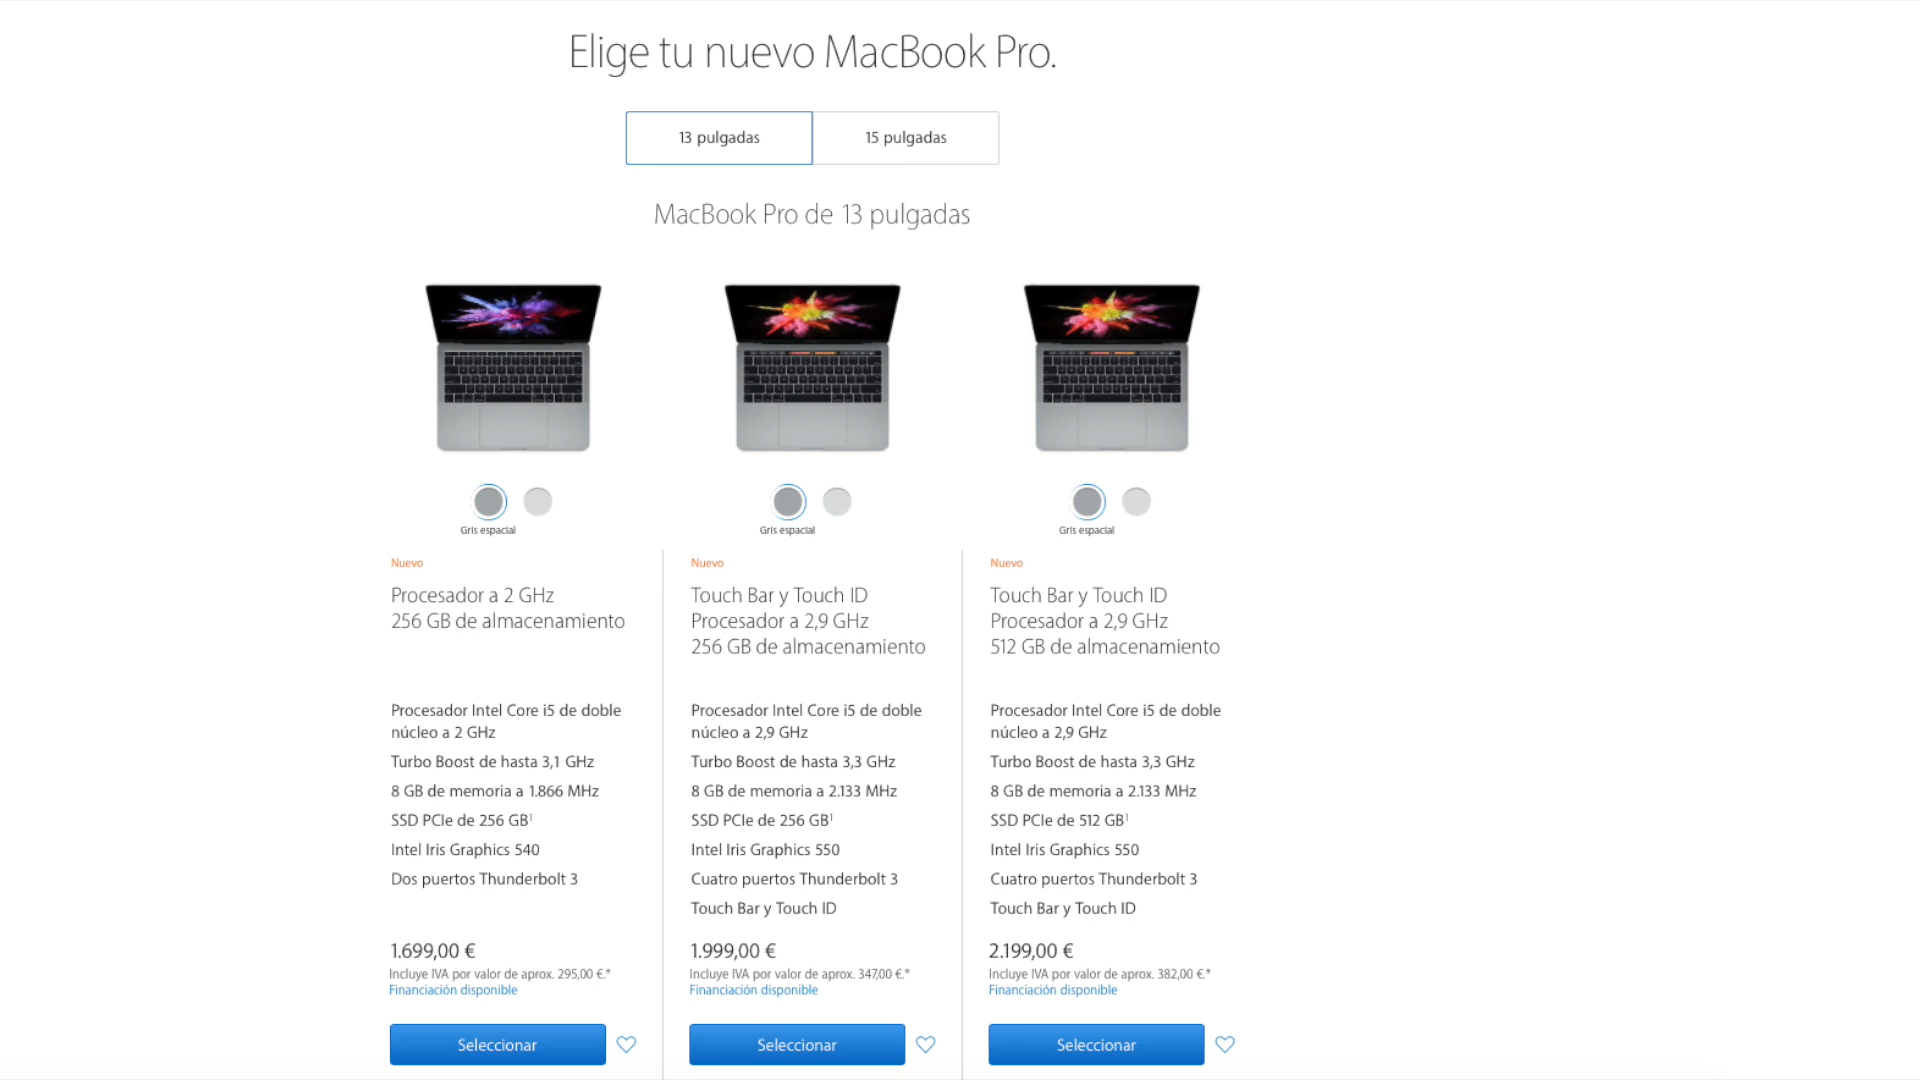 Elige tu nuevo MacBook Pro.
13 pulgadas
15 pulgadas
MacBook Pro de 13 pulgadas
Gris espacial
Gris espacial
Gris espacial
Nuevo
Procesador a 2 GHz
256 GB de almacenamiento
Procesador Intel Core i5 de doble
núcleo a 2 GHz
Turbo Boost de hasta 3,1 GHz
8 GB de memoria a 1.866 MHz
SSD PCIe de 256 GB¹
Intel Iris Graphics 540
Dos puertos Thunderbolt 3
1.699,00 €
Incluye IVA por valor de aprox. 295,00 €.*
Financiación disponible
Seleccionar
Nuevo
Touch Bar y Touch ID
Procesador a 2,9 GHz
256 GB de almacenamiento
Procesador Intel Core i5 de doble
núcleo a 2,9 GHz
Turbo Boost de hasta 3,3 GHz
8 GB de memoria a 2.133 MHz
SSD PCIe de 256 GB¹
Intel Iris Graphics 550
Cuatro puertos Thunderbolt 3
Touch Bar y Touch ID
1.999,00 €
Incluye IVA por valor de aprox. 347,00 €.*
Financiación disponible
Seleccionar
Nuevo
Touch Bar y Touch ID
Procesador a 2,9 GHz
512 GB de almacenamiento
Procesador Intel Core i5 de doble
núcleo a 2,9 GHz
Turbo Boost de hasta 3,3 GHz
8 GB de memoria a 2.133 MHz
SSD PCIe de 512 GB¹
Intel Iris Graphics 550
Cuatro puertos Thunderbolt 3
Touch Bar y Touch ID
2.199,00 €
Incluye IVA por valor de aprox. 382,00 €.*
Financiación disponible
Seleccionar